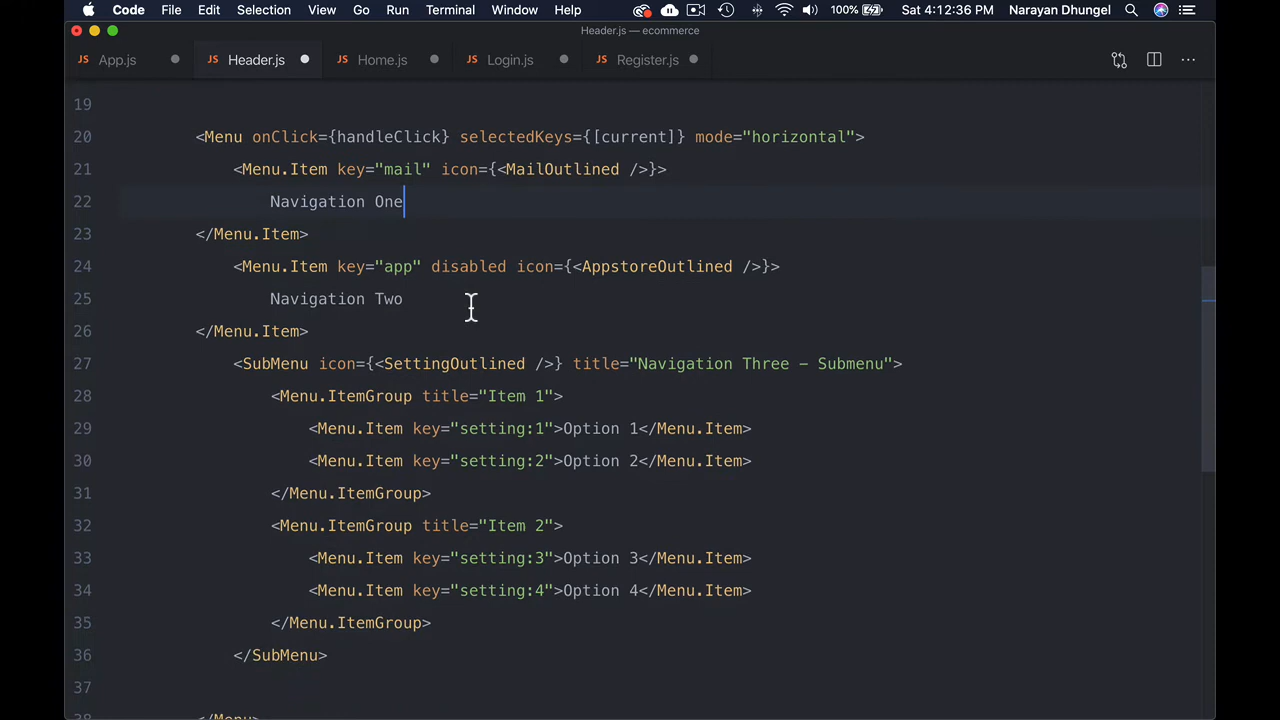 Code File Edit Selection View Go Run Terminal Window Help 100% Sat 4:12:36 PM Narayan Dhungel
Header.js — ecommerce
JS App.js JS Header.js JS Home.js JS Login.js JS Register.js
19
20 <Menu onClick={handleClick} selectedKeys={[current]} mode="horizontal">
21 <Menu.Item key="mail" icon={<MailOutlined />}>
22 Navigation One
23 </Menu.Item>
24 <Menu.Item key="app" disabled icon={<AppstoreOutlined />}>
25 Navigation Two
26 </Menu.Item>
27 <SubMenu icon={<SettingOutlined />} title="Navigation Three - Submenu">
28 <Menu.ItemGroup title="Item 1">
29 <Menu.Item key="setting:1">Option 1</Menu.Item>
30 <Menu.Item key="setting:2">Option 2</Menu.Item>
31 </Menu.ItemGroup>
32 <Menu.ItemGroup title="Item 2">
33 <Menu.Item key="setting:3">Option 3</Menu.Item>
34 <Menu.Item key="setting:4">Option 4</Menu.Item>
35 </Menu.ItemGroup>
36 </SubMenu>
37
38 </Menu>